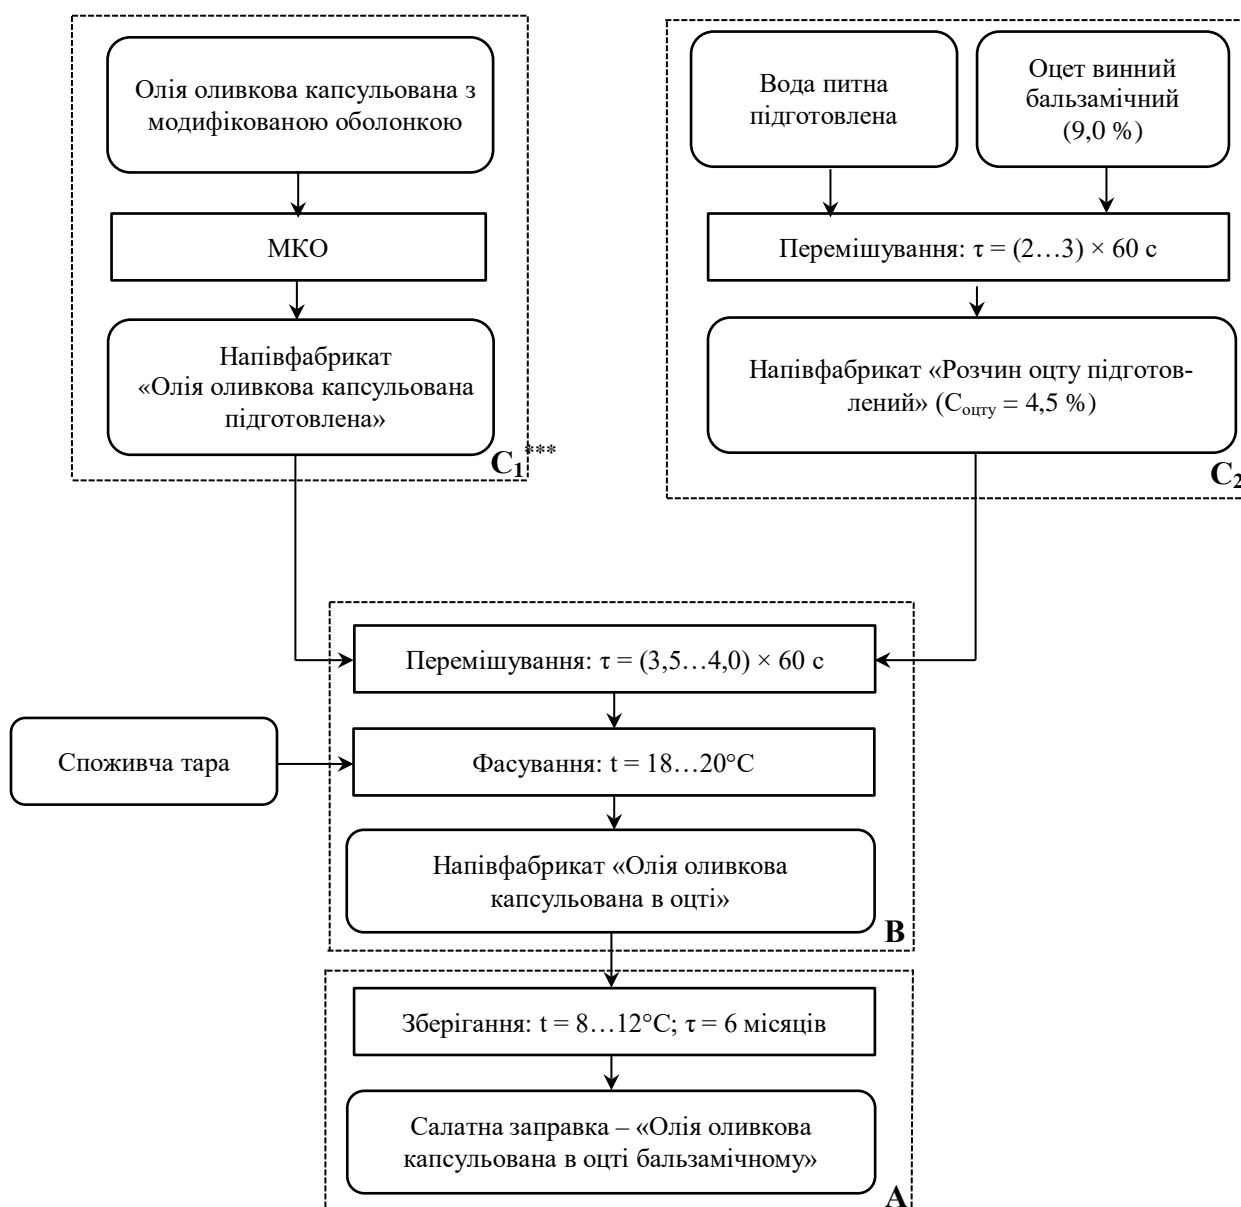 Олія оливкова капсульована з
модифікованою оболонкою
МКО
Напівфабрикат
«Олія оливкова капсульована
підготовлена»
C₁***
Вода питна
підготовлена
Оцет винний
бальзамічний
(9,0 %)
Перемішування: τ = (2…3) × 60 с
Напівфабрикат «Розчин оцту підготов-
лений» (Соцту = 4,5 %)
C₂
Перемішування: τ = (3,5…4,0) × 60 с
Споживча тара
Фасування: t = 18…20°С
Напівфабрикат «Олія оливкова
капсульована в оцті»
B
Зберігання: t = 8…12°С; τ = 6 місяців
Салатна заправка – «Олія оливкова
капсульована в оцті бальзамічному»
A